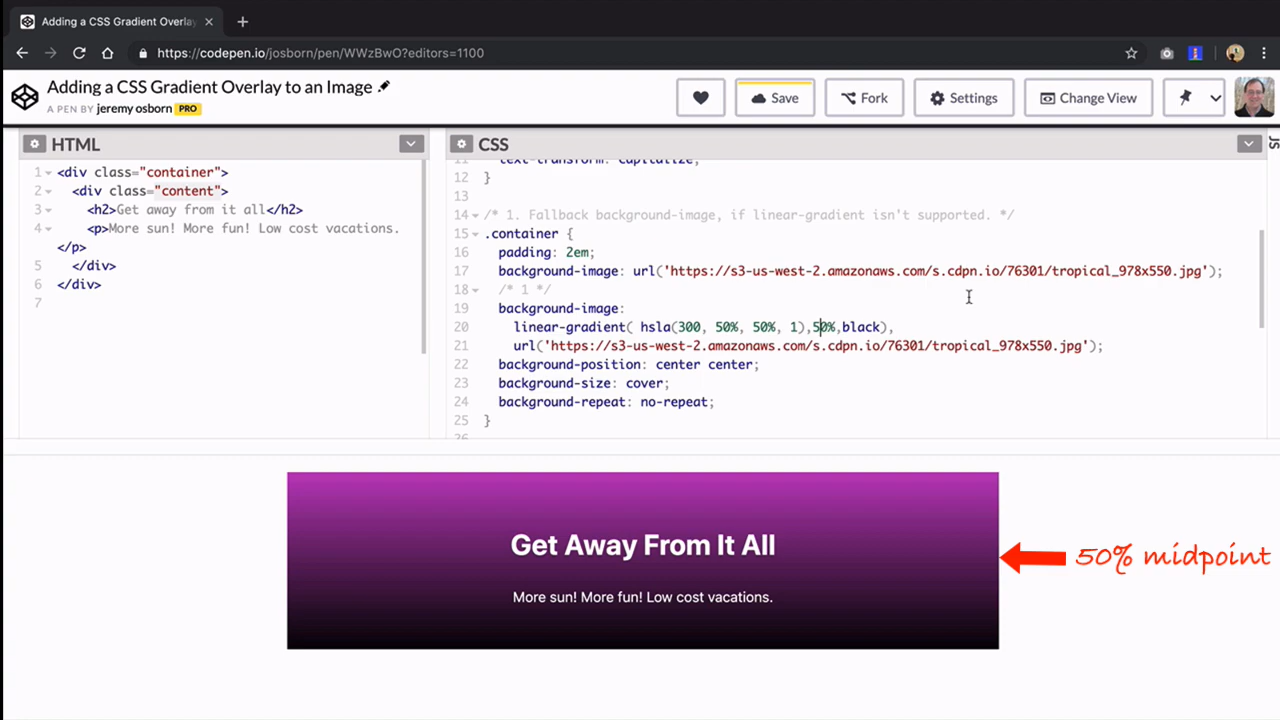 Adding a CSS Gradient Overlay
https://codepen.io/josborn/pen/WWzBwO?editors=1100
Adding a CSS Gradient Overlay to an Image
A PEN BY jeremy osborn PRO
Save
Fork
Settings
Change View
HTML
1 <div class="container">
2 <div class="content">
3 <h2>Get away from it all</h2>
4 <p>More sun! More fun! Low cost vacations.
</p>
5 </div>
6 </div>
7
CSS
11 text-transform: capitalize;
12 }
13
14 /* 1. Fallback background-image, if linear-gradient isn't supported. */
15 .container {
16 padding: 2em;
17 background-image: url('https://s3-us-west-2.amazonaws.com/s.cdpn.io/76301/tropical_978x550.jpg');
18 /* 1 */
19 background-image:
20 linear-gradient( hsla(300, 50%, 50%, 1),50%,black),
21 url('https://s3-us-west-2.amazonaws.com/s.cdpn.io/76301/tropical_978x550.jpg');
22 background-position: center center;
23 background-size: cover;
24 background-repeat: no-repeat;
25 }
26
JS
Get Away From It All
More sun! More fun! Low cost vacations.
50% midpoint